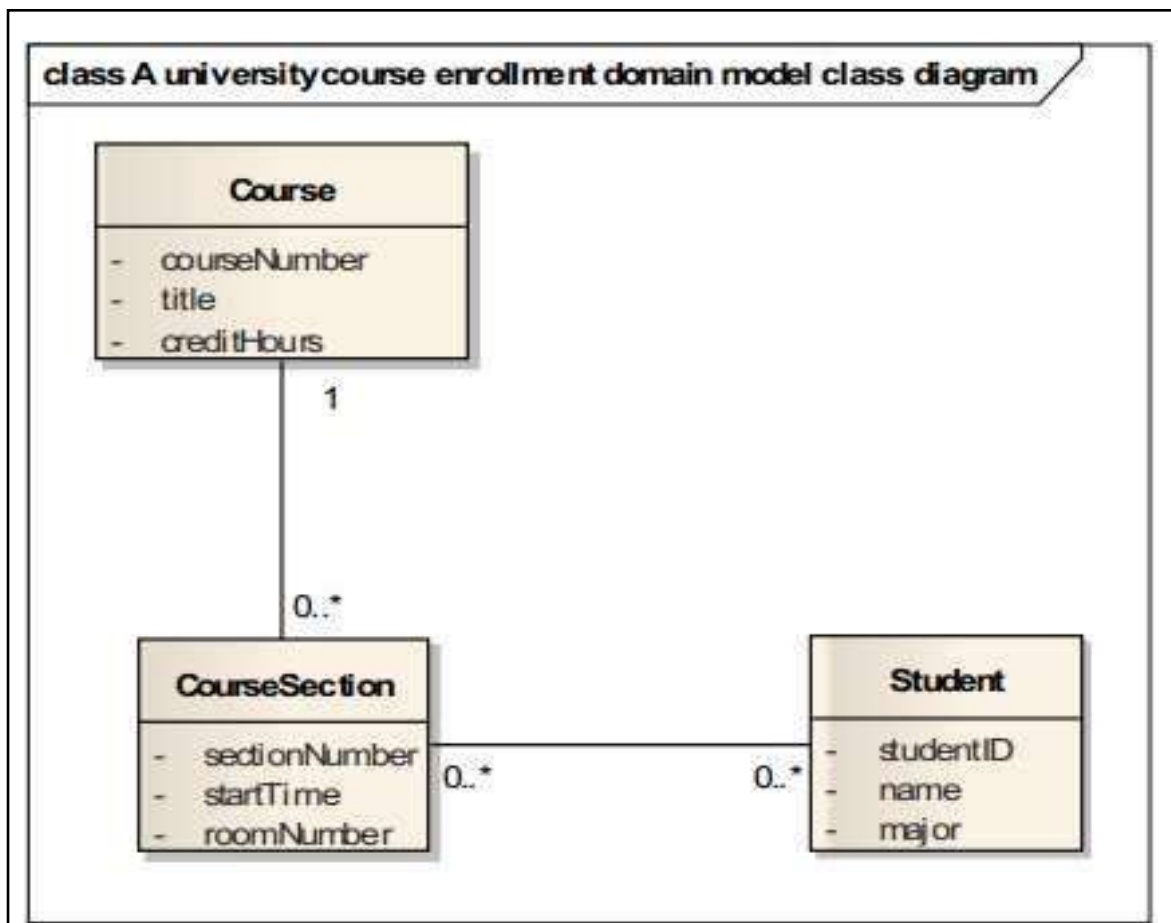 class A university course enrollment domain model class diagram
Course
- courseNumber
- title
- creditHours
1
0..*
CourseSection
- sectionNumber
- startTime
- roomNumber
0..*
0..*
Student
- studentID
- name
- major